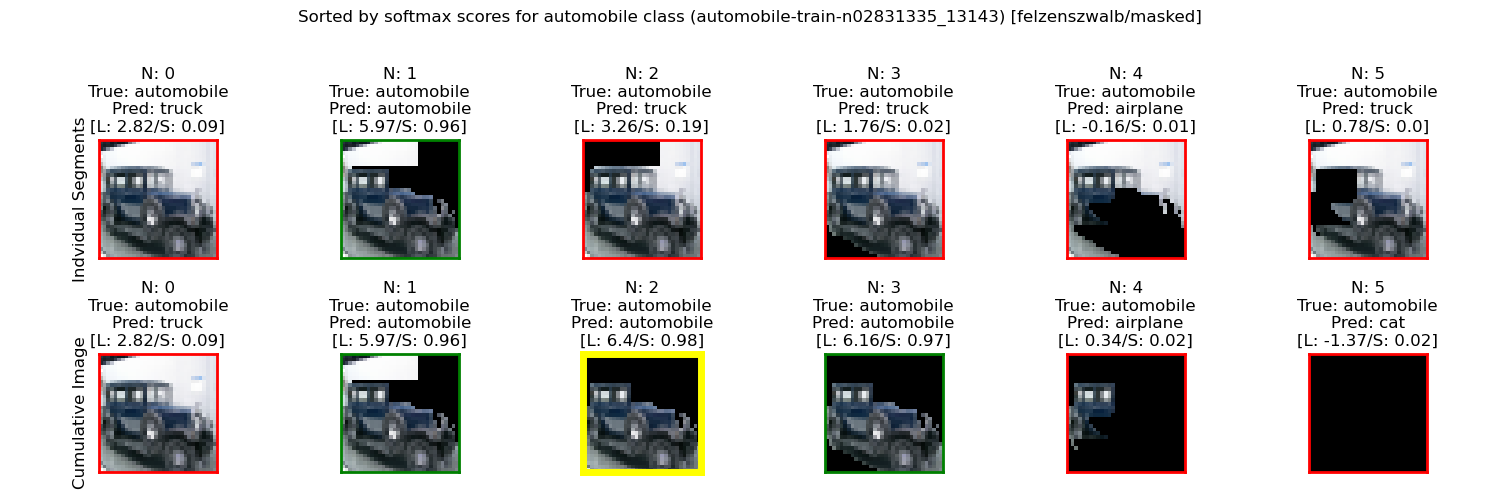 Sorted by softmax scores for automobile class (automobile-train-n02831335_13143) [felzenszwalb/masked]
Indvidual Segments
N: 0
True: automobile
Pred: truck
[L: 2.82/S: 0.09]
N: 1
True: automobile
Pred: automobile
[L: 5.97/S: 0.96]
N: 2
True: automobile
Pred: truck
[L: 3.26/S: 0.19]
N: 3
True: automobile
Pred: truck
[L: 1.76/S: 0.02]
N: 4
True: automobile
Pred: airplane
[L: -0.16/S: 0.01]
N: 5
True: automobile
Pred: truck
[L: 0.78/S: 0.0]
Cumulative Image
N: 0
True: automobile
Pred: truck
[L: 2.82/S: 0.09]
N: 1
True: automobile
Pred: automobile
[L: 5.97/S: 0.96]
N: 2
True: automobile
Pred: automobile
[L: 6.4/S: 0.98]
N: 3
True: automobile
Pred: automobile
[L: 6.16/S: 0.97]
N: 4
True: automobile
Pred: airplane
[L: 0.34/S: 0.02]
N: 5
True: automobile
Pred: cat
[L: -1.37/S: 0.02]